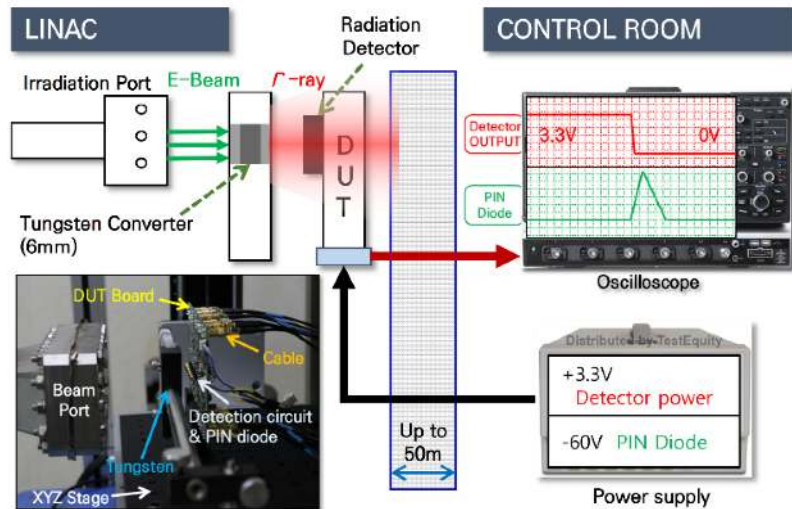 LINAC
Radiation
Detector
CONTROL ROOM
Irradiation Port
E-Beam
-ray
Detector
OUTPUT
3.3V
0V
DUT
PIN
Diode
Tungsten Converter
(6mm)
Oscilloscope
DUT Board
Cable
Beam
Port
Detection circuit
& PIN diode
Tungsten
XYZ Stage
Up to
50m
Distributed by TestEquity
+3.3V
Detector power
-60V PIN Diode
Power supply